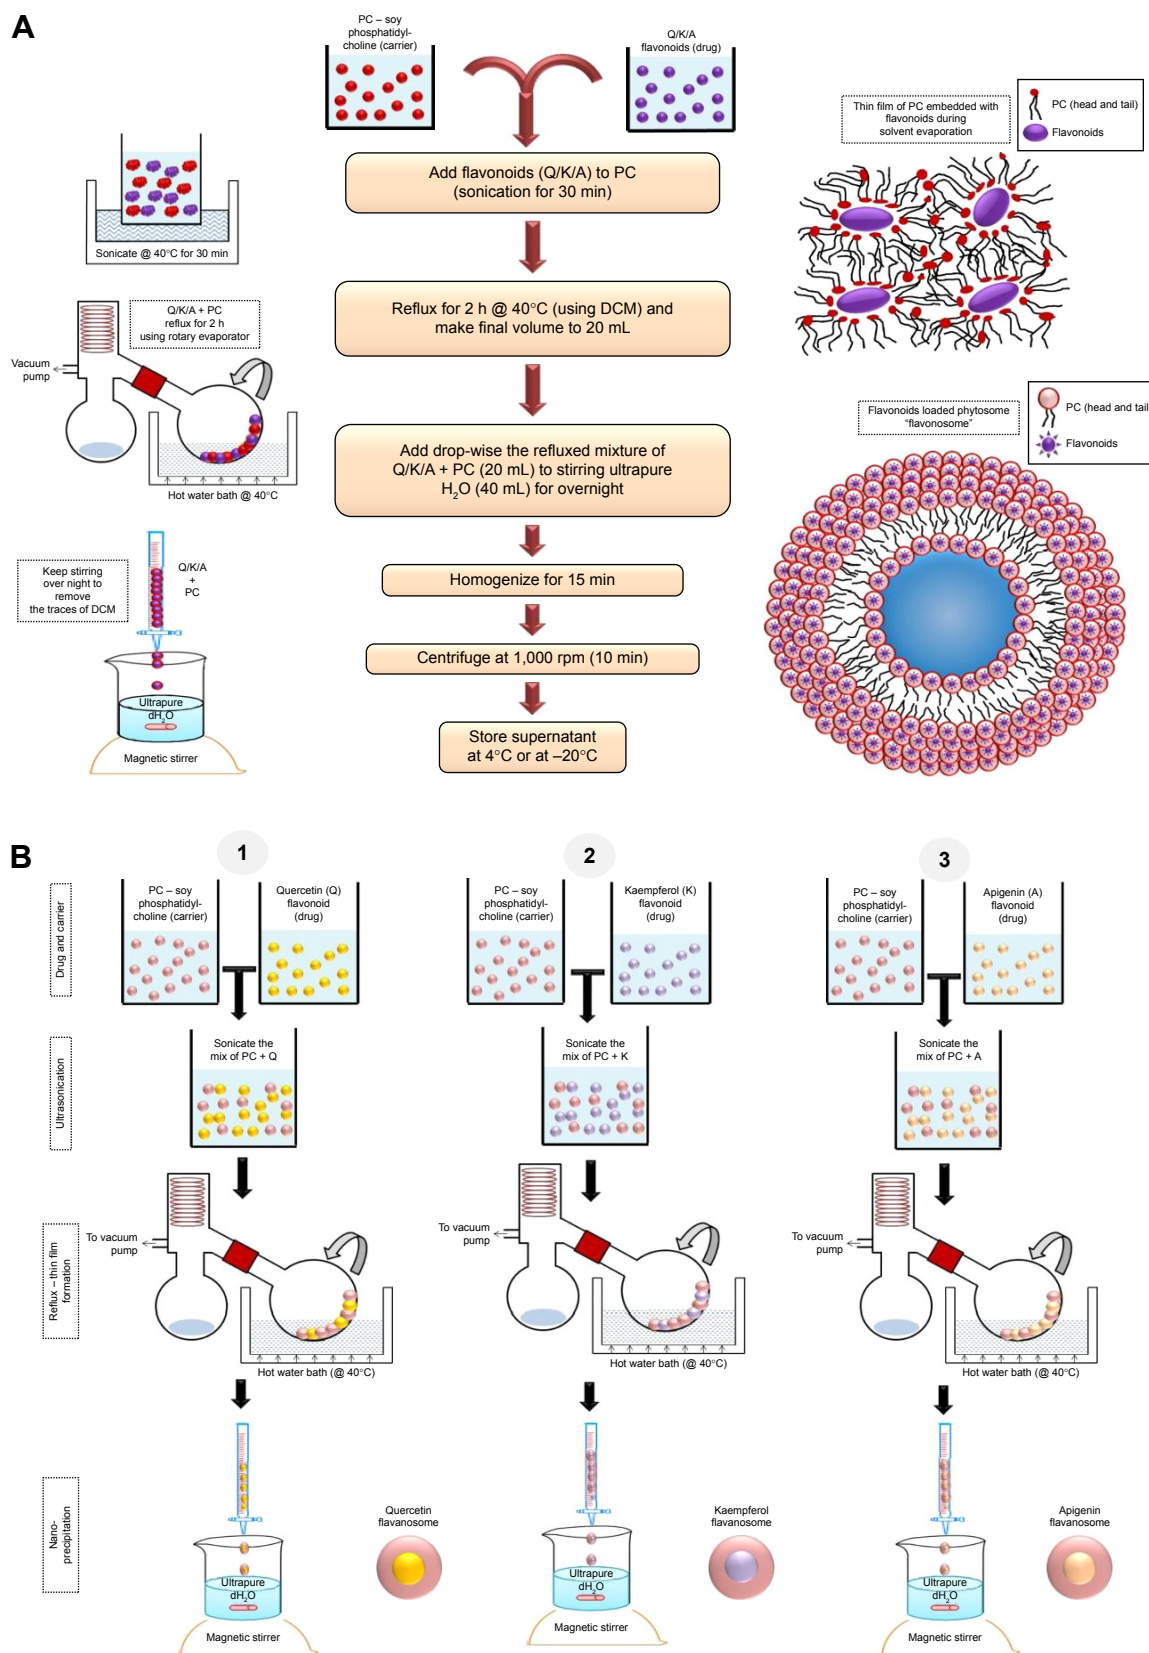 A
PC – soy
phosphatidyl-
choline (carrier)
Q/K/A
flavonoids (drug)
Add flavonoids (Q/K/A) to PC
(sonication for 30 min)
Reflux for 2 h @ 40°C (using DCM) and
make final volume to 20 mL
Add drop-wise the refluxed mixture of
Q/K/A + PC (20 mL) to stirring ultrapure
H2O (40 mL) for overnight
Homogenize for 15 min
Centrifuge at 1,000 rpm (10 min)
Store supernatant
at 4°C or at –20°C
Sonicate @ 40°C for 30 min
Q/K/A + PC
reflux for 2 h
using rotary evaporator
Vacuum
pump
Hot water bath @ 40°C
Keep stirring
over night to
remove
the traces of DCM
Q/K/A
+
PC
Ultrapure
dH2O
Magnetic stirrer
Thin film of PC embedded with
flavonoids during
solvent evaporation
PC (head and tail)
Flavonoids
Flavonoids loaded phytosome
"flavonosome"
PC (head and tail)
Flavonoids
B
1
2
3
Drug and carrier
PC – soy
phosphatidyl-
choline (carrier)
Quercetin (Q)
flavonoid
(drug)
PC – soy
phosphatidyl-
choline (carrier)
Kaempferol (K)
flavonoid
(drug)
PC – soy
phosphatidyl-
choline (carrier)
Apigenin (A)
flavonoid
(drug)
Ultrasonication
Sonicate the
mix of PC + Q
Sonicate the
mix of PC + K
Sonicate the
mix of PC + A
Reflux – thin film
formation
To vacuum
pump
Hot water bath (@ 40°C)
To vacuum
pump
Hot water bath (@ 40°C)
To vacuum
pump
Hot water bath (@ 40°C)
Nano-
precipitation
Ultrapure
dH2O
Magnetic stirrer
Quercetin
flavanosome
Ultrapure
dH2O
Magnetic stirrer
Kaempferol
flavanosome
Ultrapure
dH2O
Magnetic stirrer
Apigenin
flavanosome